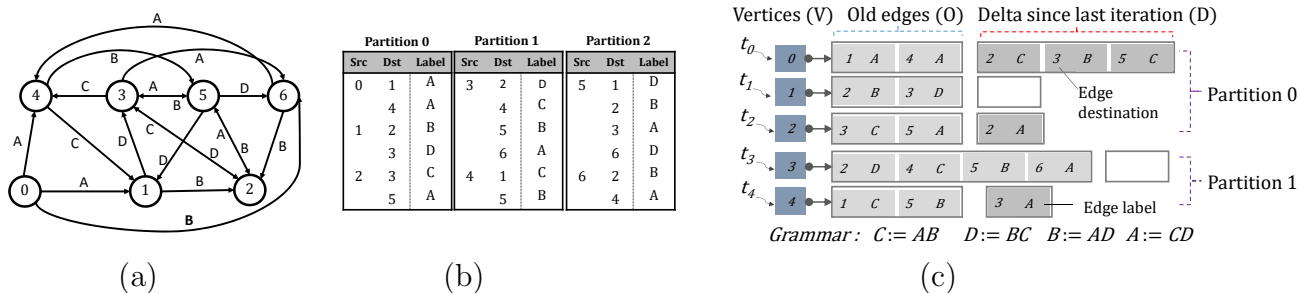 A
B
A
4
C
3
A
B
5
D
6
A
C
D
C
D
D
A
B
B
0
A
1
B
2
B
(a)
Partition 0 Partition 1 Partition 2
Src Dst Label Src Dst Label Src Dst Label
0 1 A 3 2 D 5 1 D
4 A 4 C 2 B
1 2 B 5 B 3 A
3 D 6 A 6 D
2 3 C 4 1 C 6 2 B
5 A 5 B 4 A
(b)
Vertices (V) Old edges (O) Delta since last iteration (D)
t0 0 1 A 4 A 2 C 3 B 5 C
t1 1 2 B 3 D
Edge destination
Partition 0
t2 2 3 C 5 A 2 A
t3 3 2 D 4 C 5 B 6 A
Partition 1
t4 4 1 C 5 B 3 A Edge label
Grammar : C := AB D := BC B := AD A := CD
(c)